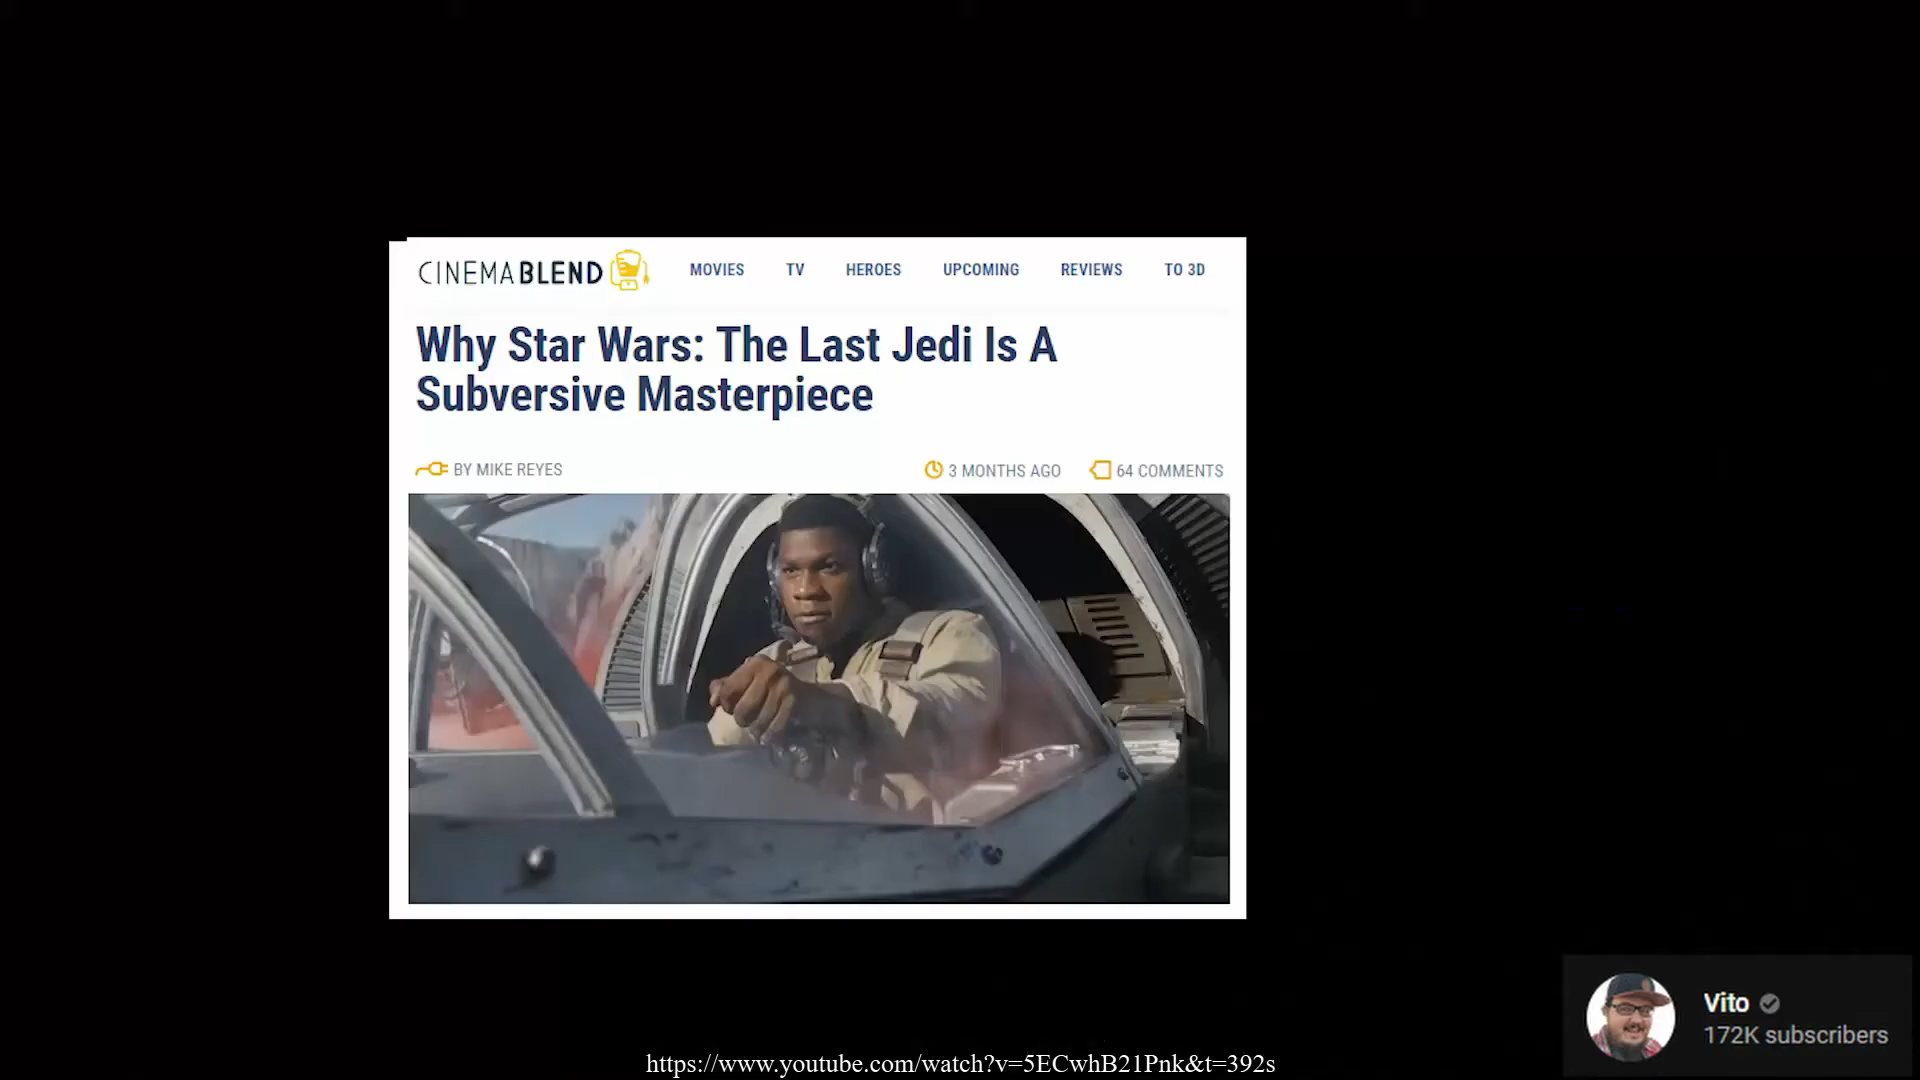 CINEMABLEND MOVIES TV HEROES UPCOMING REVIEWS TO 3D
Why Star Wars: The Last Jedi Is A
Subversive Masterpiece
BY MIKE REYES 3 MONTHS AGO 64 COMMENTS
Vito
172K subscribers
https://www.youtube.com/watch?v=5ECwhB21Pnk&t=392s